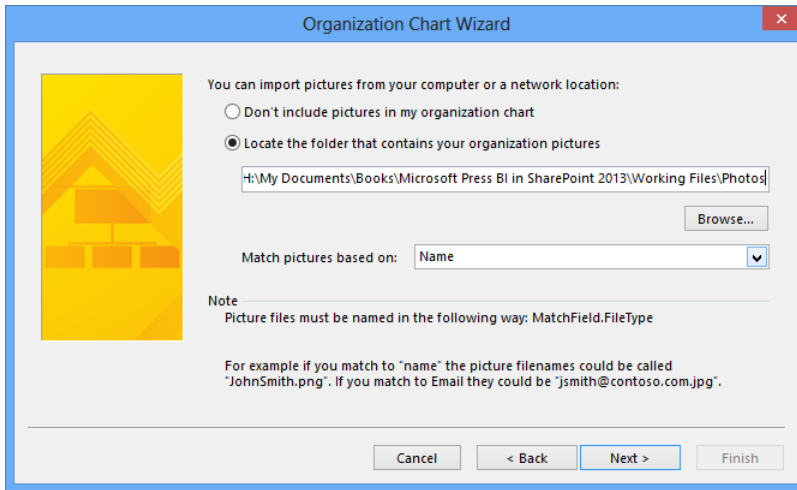 Organization Chart Wizard
You can import pictures from your computer or a network location:
Don't include pictures in my organization chart
Locate the folder that contains your organization pictures
H:\My Documents\Books\Microsoft Press BI in SharePoint 2013\Working Files\Photos
Browse...
Match pictures based on: Name
Note
Picture files must be named in the following way: MatchField.FileType
For example if you match to "name" the picture filenames could be called
"JohnSmith.png". If you match to Email they could be "jsmith@contoso.com.jpg".
Cancel < Back Next > Finish